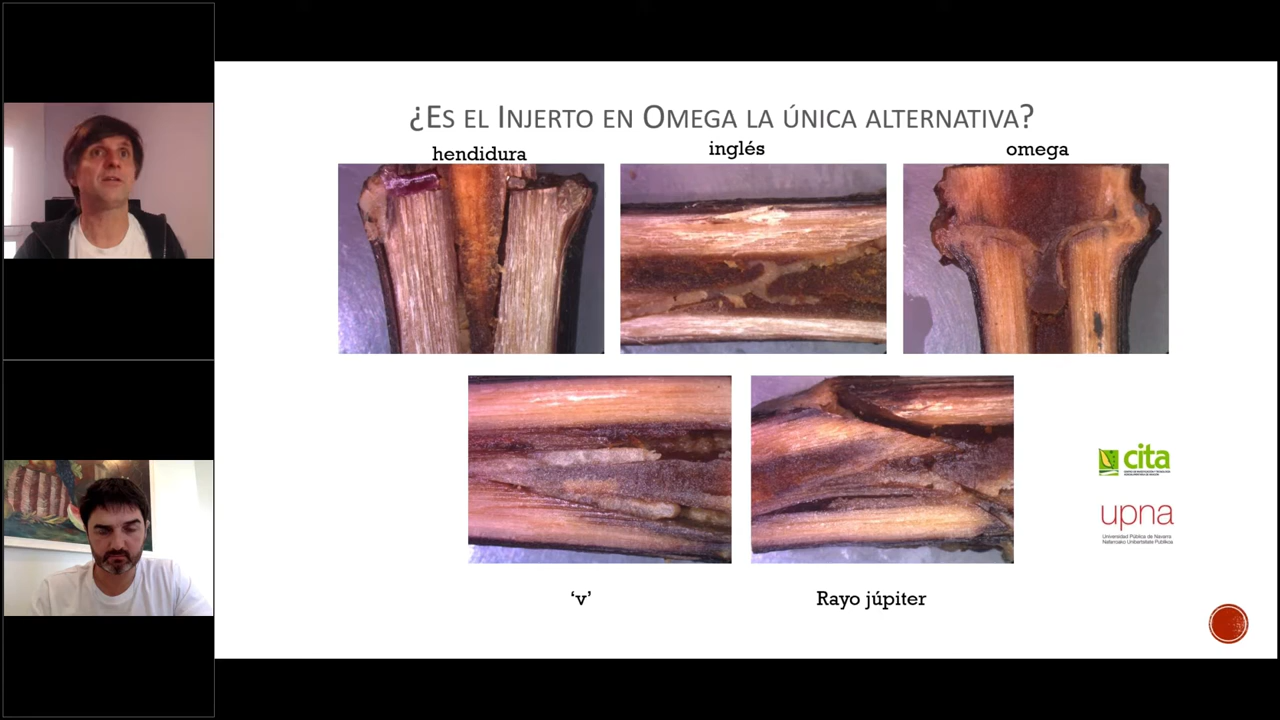 ¿Es el Injerto en Omega la única alternativa?
hendidura
inglés
omega
‘v’
Rayo júpiter
cita
upna
Universidad Pública de Navarra
Nafarroako Unibertsitate Publikoa